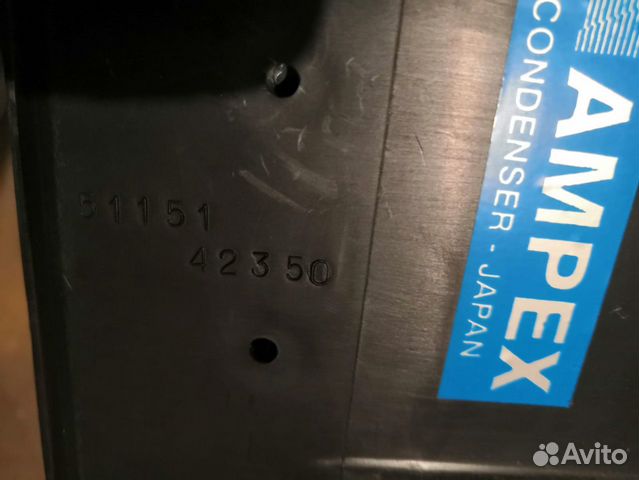 51151
42350
AMPEX
CONDENSER - JAPAN
Avito